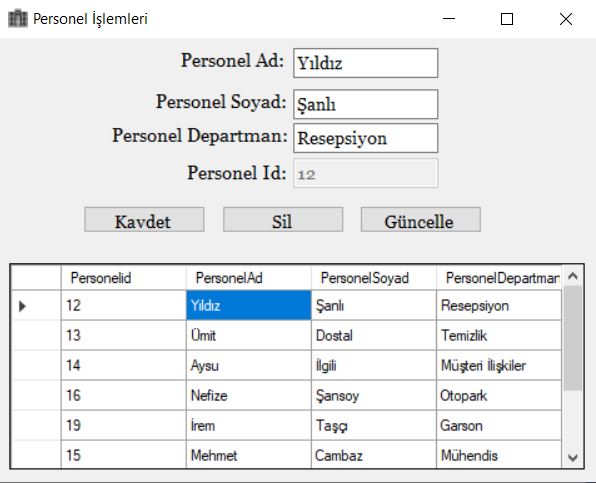 Personel İşlemleri
Personel Ad: Yıldız
Personel Soyad: Şanlı
Personel Departman: Resepsiyon
Personel Id: 12
Kavdet Sil Güncelle
Personelid PersonelAd PersonelSoyad PersonelDepartman
12 Yıldız Şanlı Resepsiyon
13 Ümit Dostal Temizlik
14 Aysu İlgili Müşteri İlişkiler
16 Nefize Şansoy Otopark
19 İrem Taşçı Garson
15 Mehmet Cambaz Mühendis